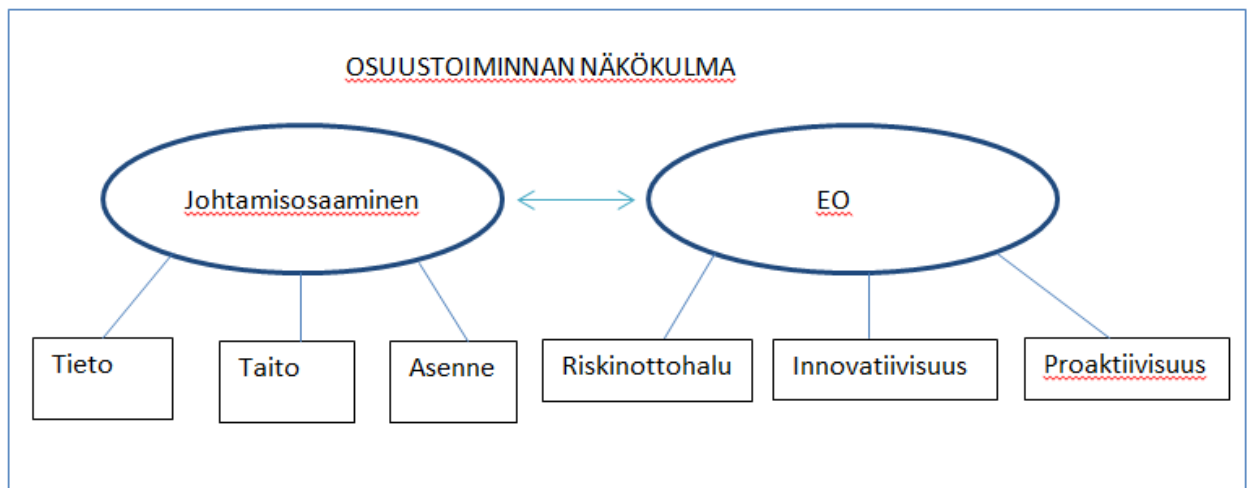 OSUUSTOIMINNAN NÄKÖKULMA
Johtamisosaaminen
EO
Tieto
Taito
Asenne
Riskinottohalu
Innovatiivisuus
Proaktiivisuus